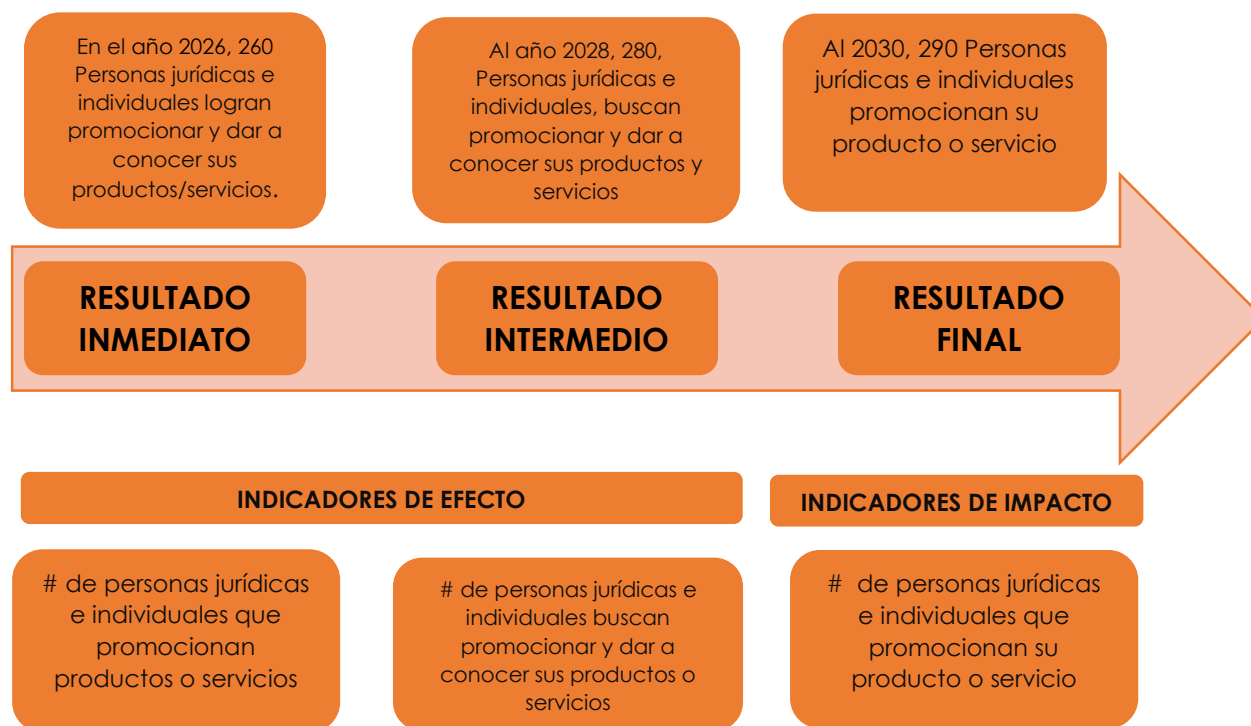 En el año 2026, 260
Personas jurídicas e
individuales logran
promocionar y dar a
conocer sus
productos/servicios.
Al año 2028, 280,
Personas jurídicas e
individuales, buscan
promocionar y dar a
conocer sus productos y
servicios
Al 2030, 290 Personas
jurídicas e individuales
promocionan su
producto o servicio
RESULTADO
INMEDIATO
RESULTADO
INTERMEDIO
RESULTADO
FINAL
INDICADORES DE EFECTO
INDICADORES DE IMPACTO
# de personas jurídicas
e individuales que
promocionan
productos o servicios
# de personas jurídicas e
individuales buscan
promocionar y dar a
conocer sus productos o
servicios
# de personas jurídicas
e individuales que
promocionan su
producto o servicio